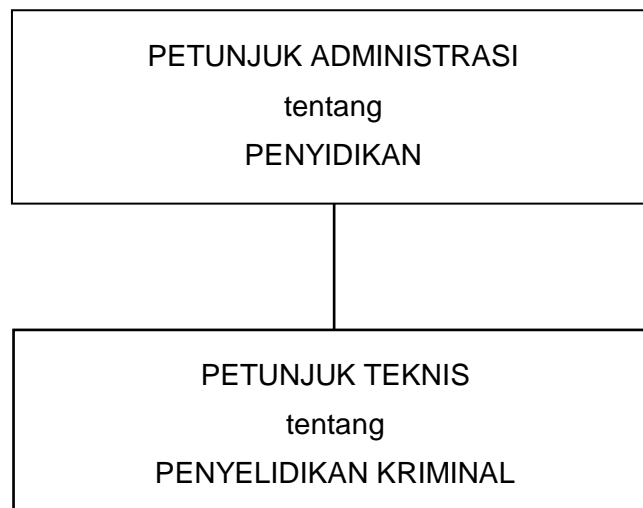 PETUNJUK ADMINISTRASI
tentang
PENYIDIKAN
PETUNJUK TEKNIS
tentang
PENYELIDIKAN KRIMINAL